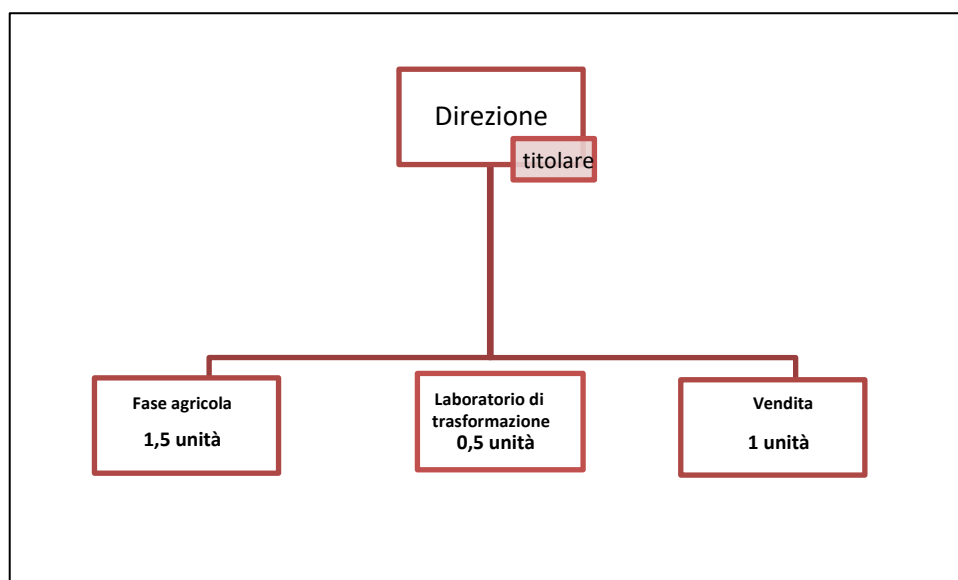 Direzione
titolare
Fase agricola
1,5 unità
Laboratorio di
trasformazione
0,5 unità
Vendita
1 unità